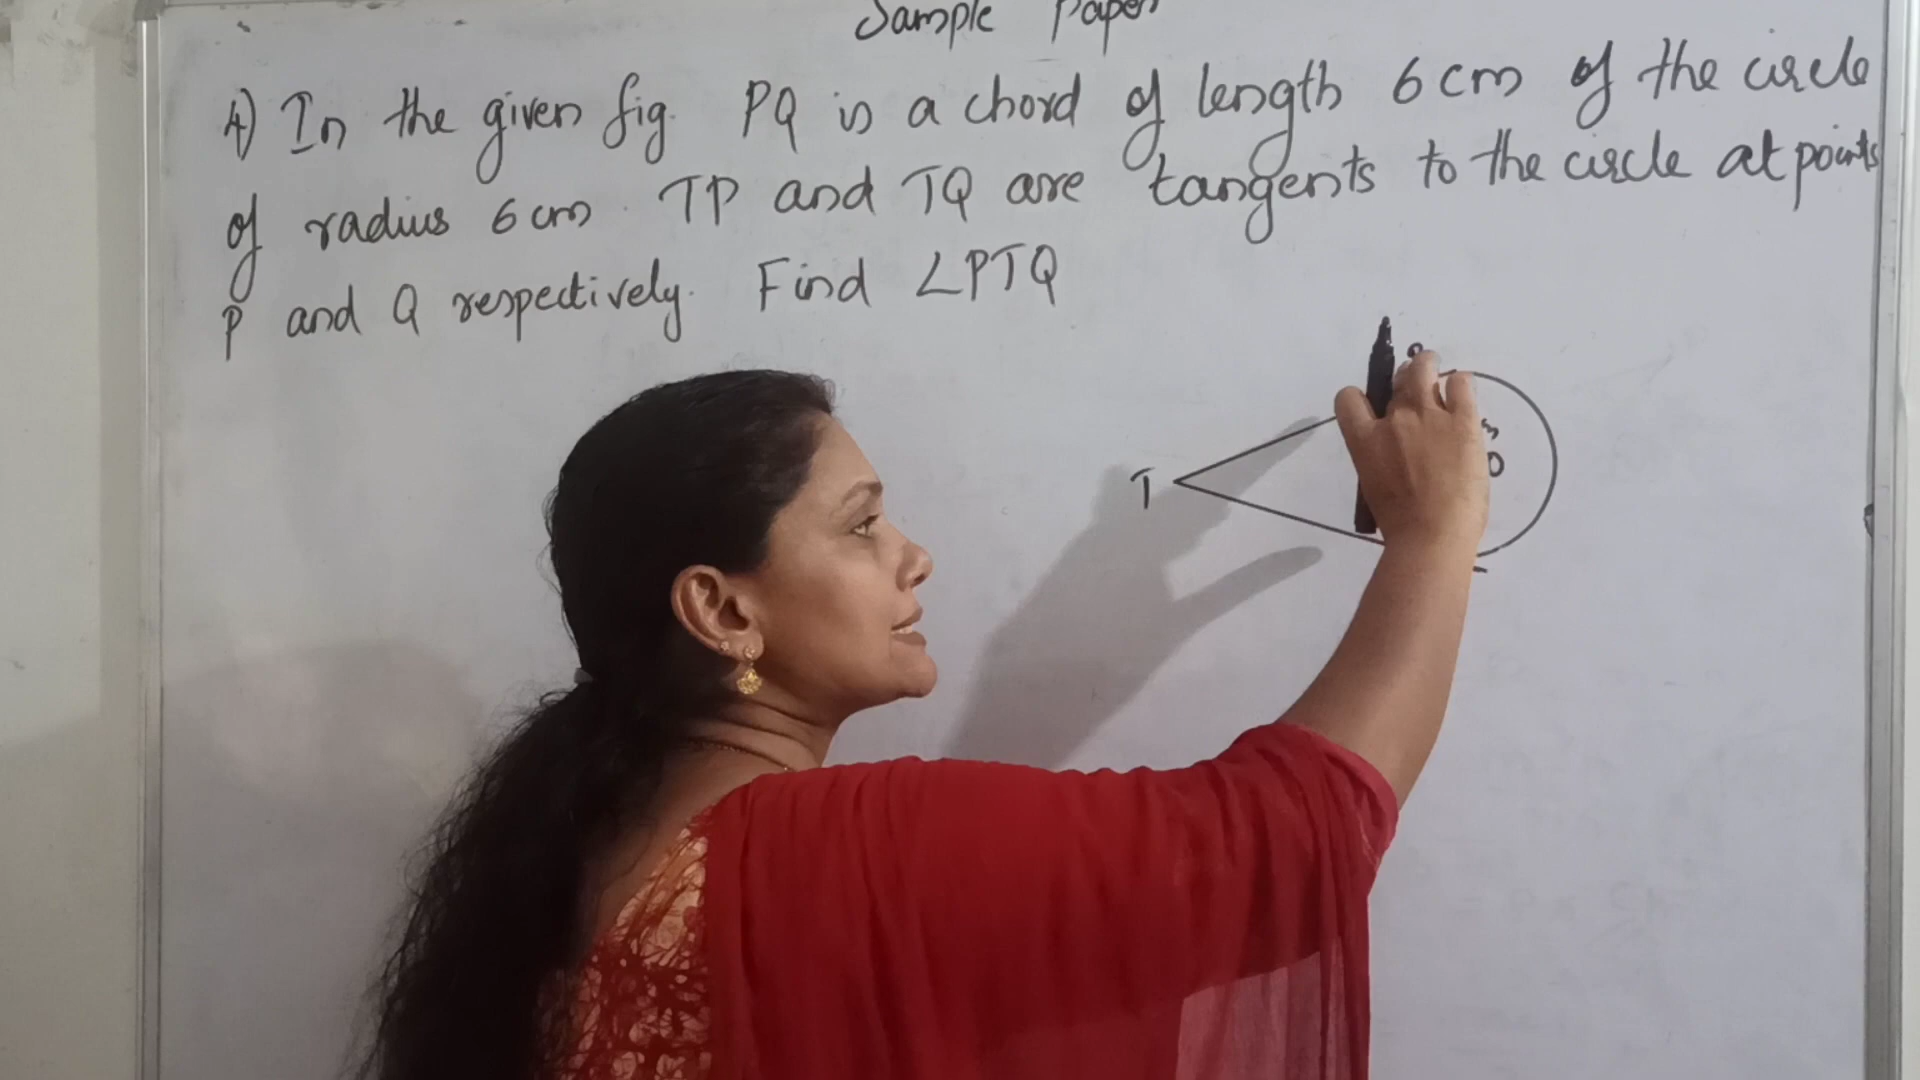 Sample Paper
4) In the given fig. PQ is a chord of length 6 cm of the circle
of radius 6 cm. TP and TQ are tangents to the circle at points
P and Q respectively. Find ∠PTQ
T
O